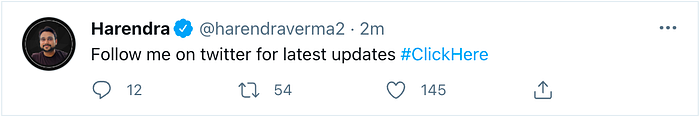 Harendra @harendraverma2 · 2m
Follow me on twitter for latest updates #ClickHere
12 54 145